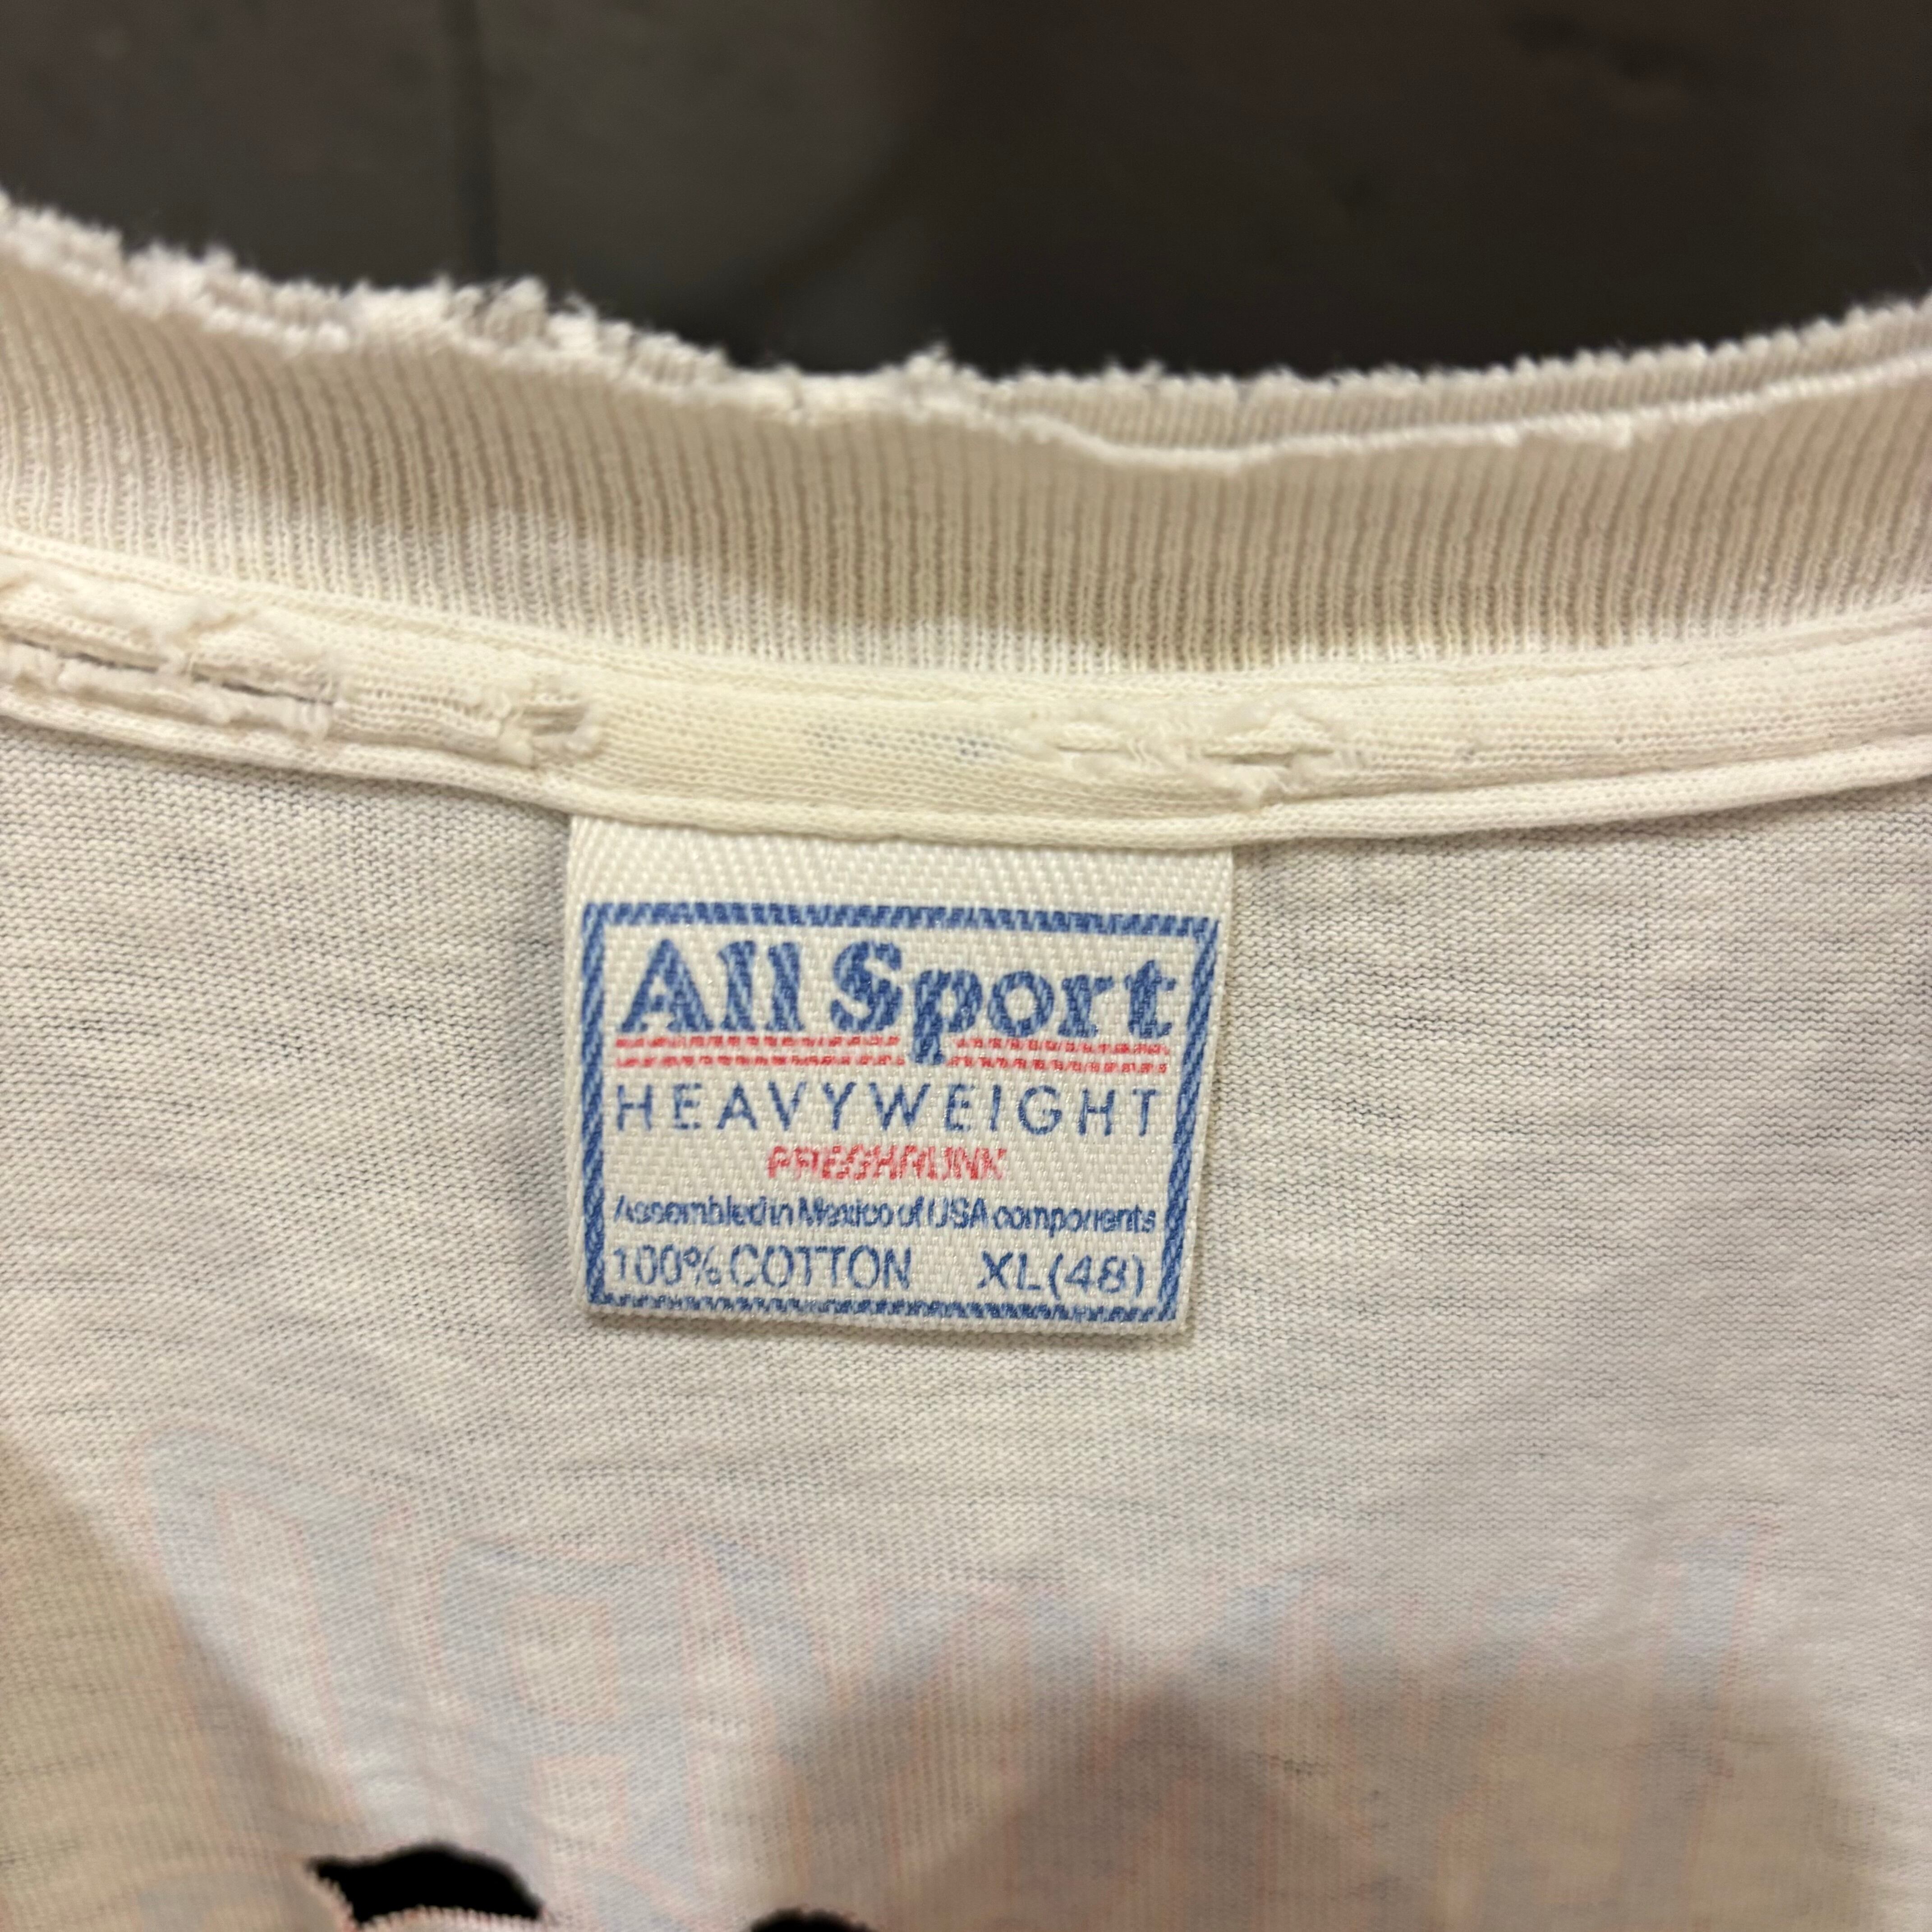 All Sport
HEAVYWEIGHT
PRESHRUNK
Assembled in Mexico of USA components
100% COTTON XL(48)